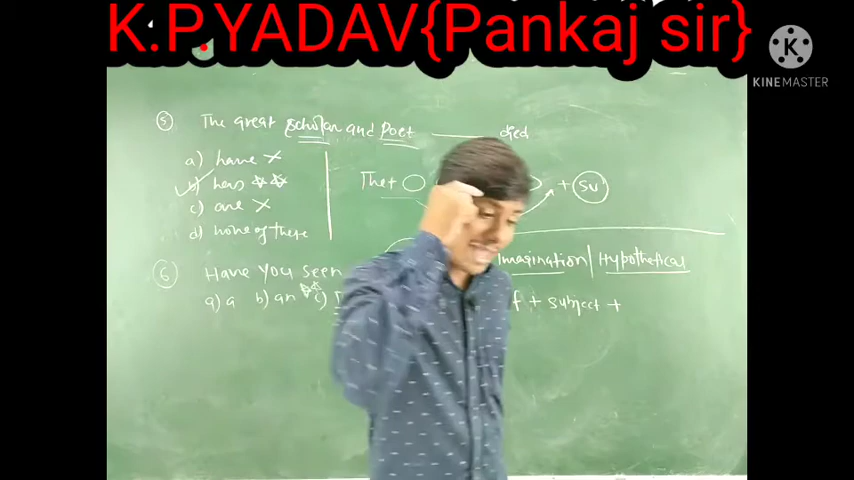 K.P.YADAV{Pankaj sir}
K
KINEMASTER
5 The great scholar and Poet ______ died
a) have ×
b) has
c) are ×
d) none of these
The + + SV
Imagination/Hypothetical
6 Have you seen
a) a b) an c)
f + subject +